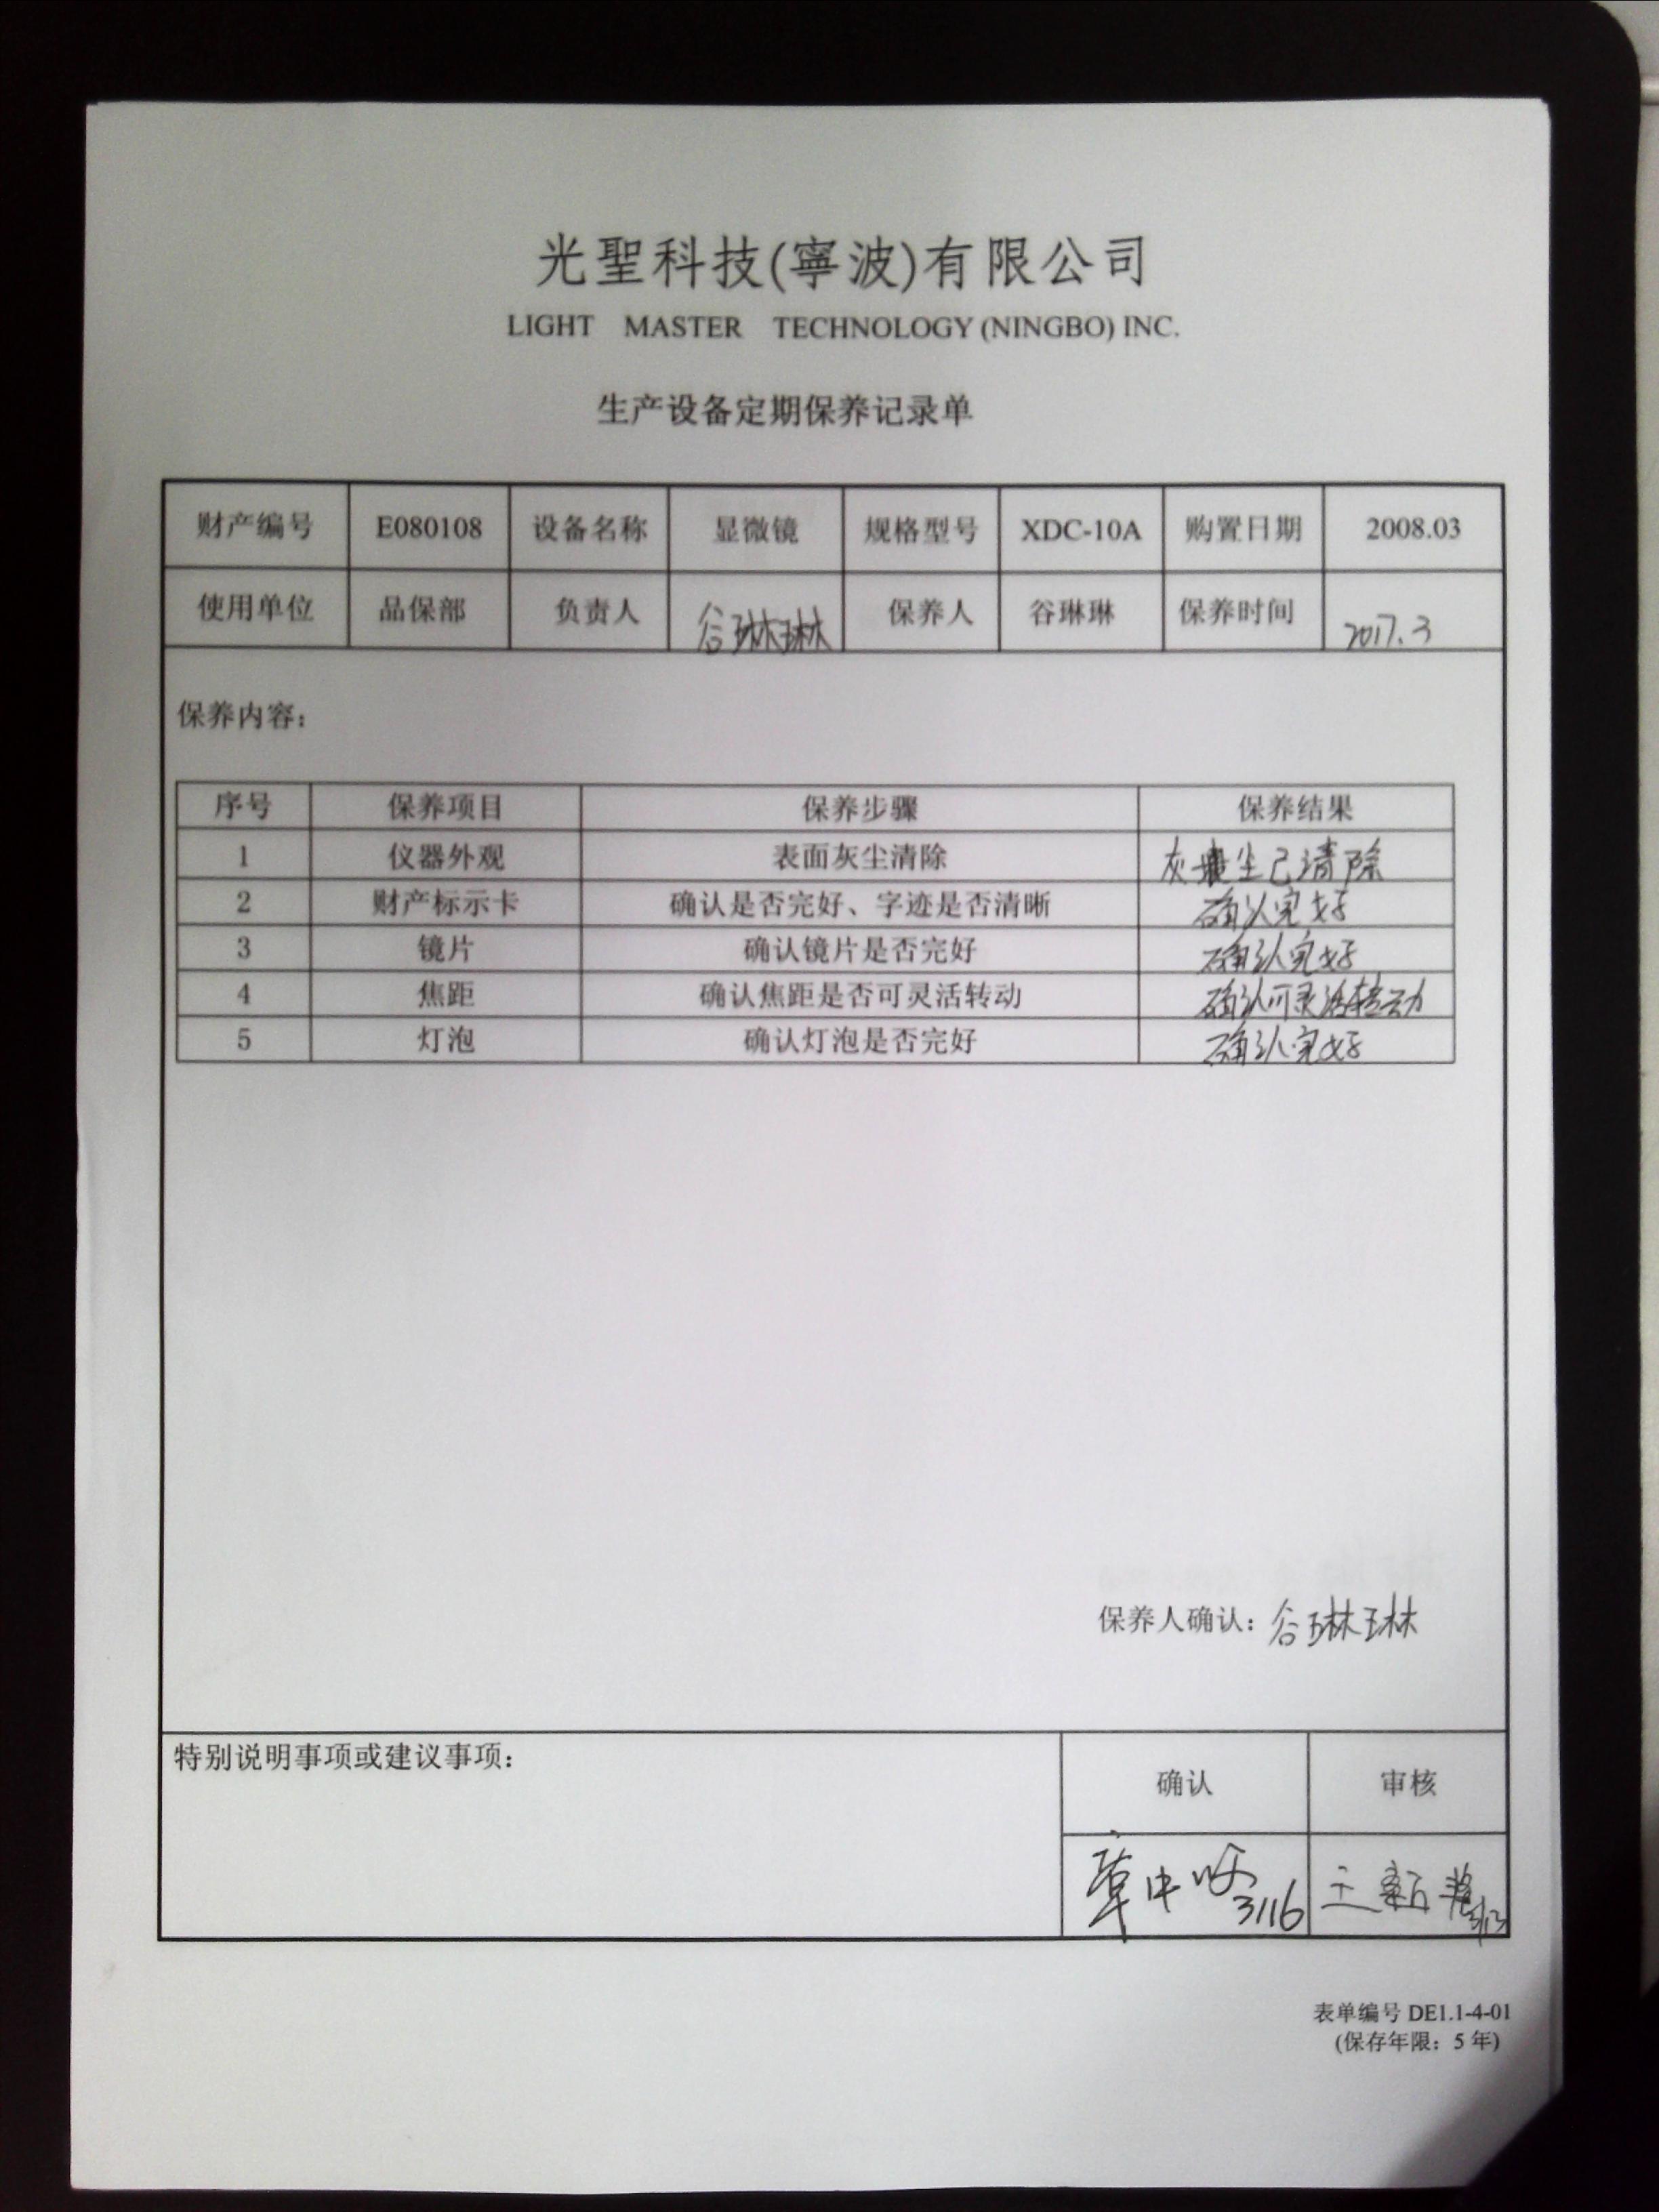 光聖科技(寧波)有限公司
LIGHT MASTER TECHNOLOGY (NINGBO) INC.
生产设备定期保养记录单
财产编号 E080108 设备名称 显微镜 规格型号 XDC-10A 购置日期 2008.03
使用单位 品保部 负责人 谷琳琳 保养人 谷琳琳 保养时间 2017.3
保养内容：
序号 保养项目 保养步骤 保养结果
1 仪器外观 表面灰尘清除 灰尘已清除
2 财产标示卡 确认是否完好、字迹是否清晰 确认完好
3 镜片 确认镜片是否完好 确认完好
4 焦距 确认焦距是否可灵活转动 确认可灵活转动
5 灯泡 确认灯泡是否完好 确认完好
保养人确认：谷琳琳
特别说明事项或建议事项：
确认 审核
3/16
表单编号 DE1.1-4-01
(保存年限：5 年)